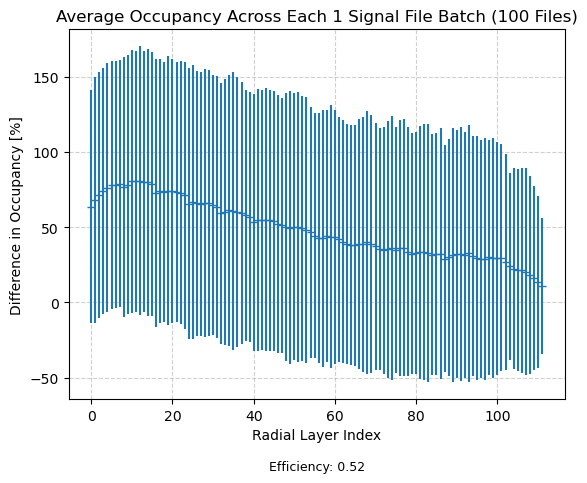 Average Occupancy Across Each 1 Signal File Batch (100 Files)
Difference in Occupancy [%]
150
100
50
0
−50
0 20 40 60 80 100
Radial Layer Index
Efficiency: 0.52